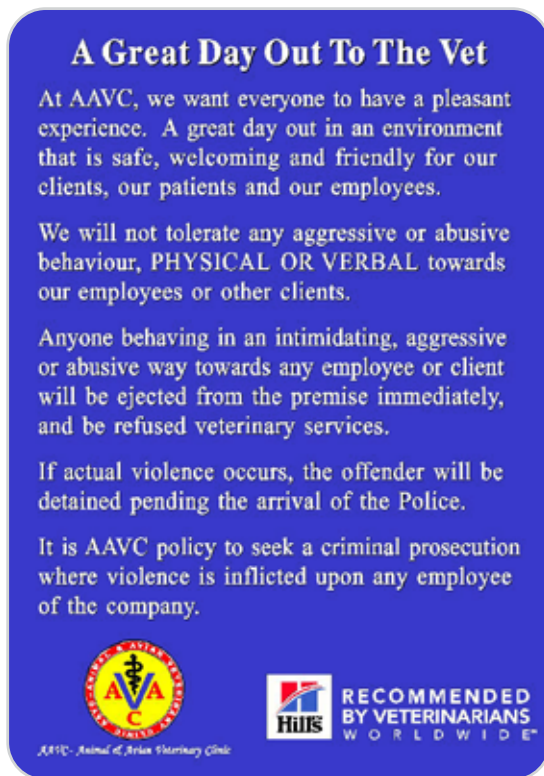 A Great Day Out To The Vet
At AAVC, we want everyone to have a pleasant
experience. A great day out in an environment
that is safe, welcoming and friendly for our
clients, our patients and our employees.
We will not tolerate any aggressive or abusive
behaviour, PHYSICAL OR VERBAL towards
our employees or other clients.
Anyone behaving in an intimidating, aggressive
or abusive way towards any employee or client
will be ejected from the premise immediately,
and be refused veterinary services.
If actual violence occurs, the offender will be
detained pending the arrival of the Police.
It is AAVC policy to seek a criminal prosecution
where violence is inflicted upon any employee
of the company.
AAVC
AAVC - Animal & Avian Veterinary Clinic
Hill's
RECOMMENDED
BY VETERINARIANS
WORLDWIDE™